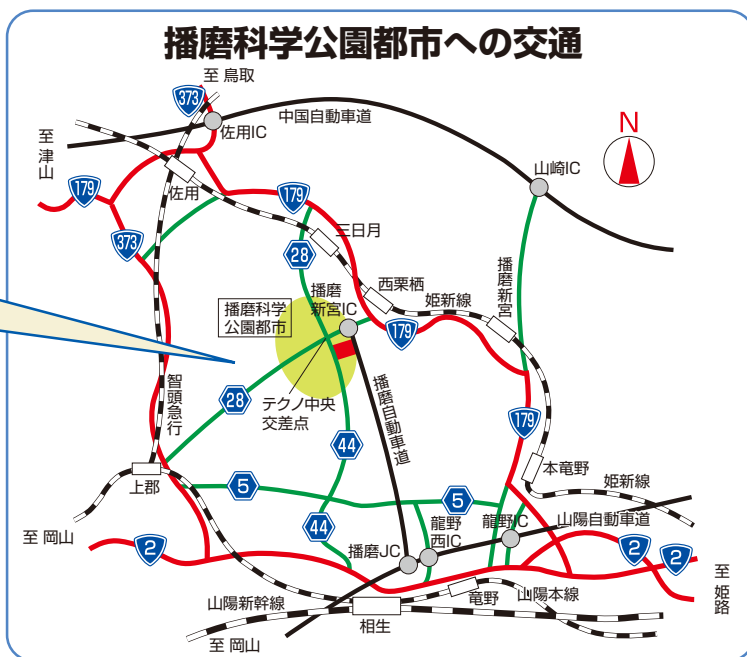 播磨科学公園都市への交通
至 鳥取
373
中国自動車道
佐用IC
N
至 津山
山崎IC
佐用
179
179
三日月
373
28
播磨新宮
西栗栖
姫新線
播磨
新宮IC
播磨科学
公園都市
179
智頭急行
28
テクノ中央
交差点
播磨自動車道
179
44
本竜野
姫新線
上郡
5
5
至 岡山
2
44
龍野
西IC
龍野IC
山陽自動車道
播磨JC
2
2
至 姫路
山陽新幹線
竜野
山陽本線
相生
至 岡山